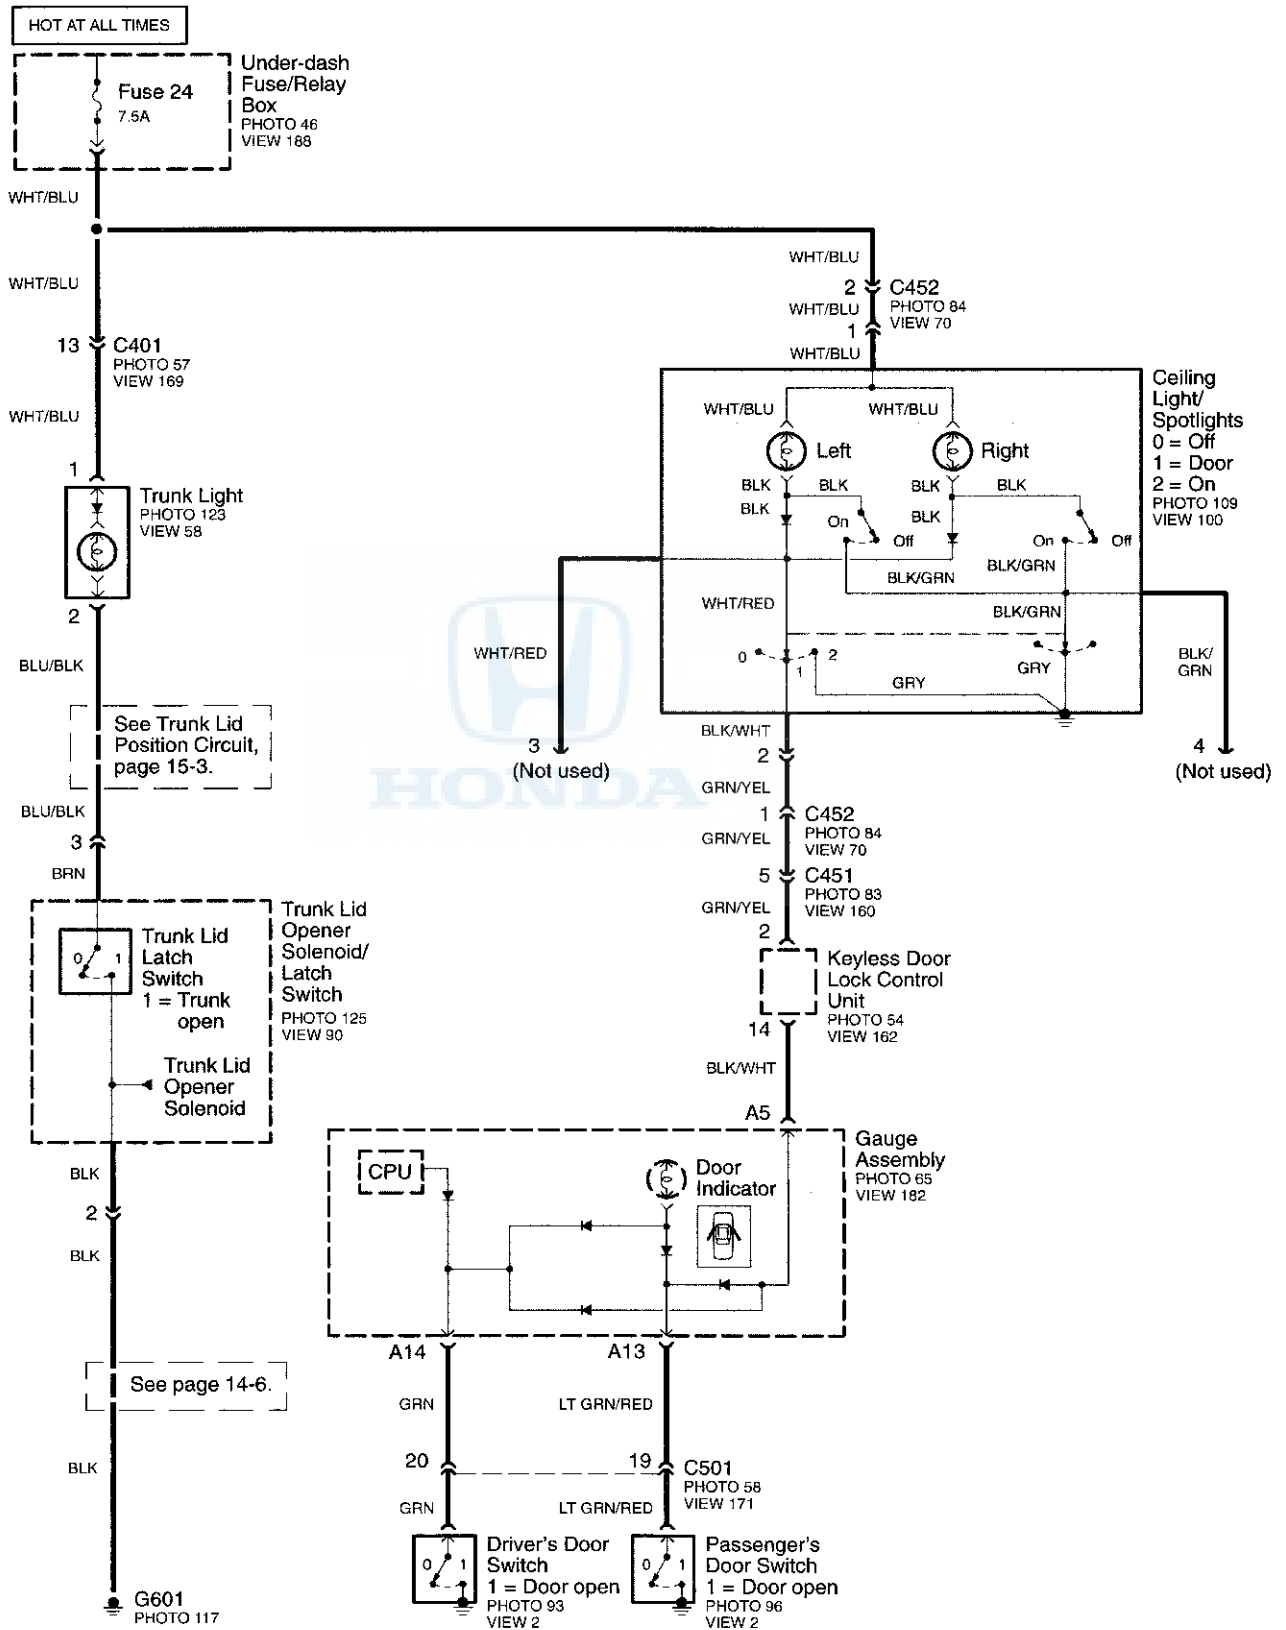 HOT AT ALL TIMES
Fuse 24
7.5A
Under-dash
Fuse/Relay
Box
PHOTO 46
VIEW 188
WHT/BLU
WHT/BLU
13 C401
PHOTO 57
VIEW 169
WHT/BLU
1
Trunk Light
PHOTO 123
VIEW 58
2
BLU/BLK
See Trunk Lid
Position Circuit,
page 15-3.
BLU/BLK
3
BRN
0 1
Trunk Lid
Latch
Switch
1 = Trunk
open
Trunk Lid
Opener
Solenoid
Trunk Lid
Opener
Solenoid/
Latch
Switch
PHOTO 125
VIEW 90
BLK
2
BLK
See page 14-6.
BLK
G601
PHOTO 117
WHT/BLU
2 C452
PHOTO 84
VIEW 70
WHT/BLU
1
WHT/BLU
Ceiling
Light/
Spotlights
0 = Off
1 = Door
2 = On
PHOTO 109
VIEW 100
WHT/BLU WHT/BLU
Left Right
BLK BLK BLK BLK
BLK BLK
On Off On Off
BLK/GRN BLK/GRN
WHT/RED BLK/GRN
0 1 2
GRY
GRY
WHT/RED
3
(Not used)
BLK/
GRN
4
(Not used)
HONDA
BLK/WHT
2
GRN/YEL
1 C452
PHOTO 84
VIEW 70
GRN/YEL
5 C451
PHOTO 83
VIEW 160
GRN/YEL
2
Keyless Door
Lock Control
Unit
PHOTO 54
VIEW 162
14
BLK/WHT
A5
Gauge
Assembly
PHOTO 65
VIEW 182
CPU
Door
Indicator
A14 A13
GRN LT GRN/RED
20 19 C501
PHOTO 58
VIEW 171
GRN LT GRN/RED
0 1
Driver's Door
Switch
1 = Door open
PHOTO 93
VIEW 2
0 1
Passenger's
Door Switch
1 = Door open
PHOTO 96
VIEW 2